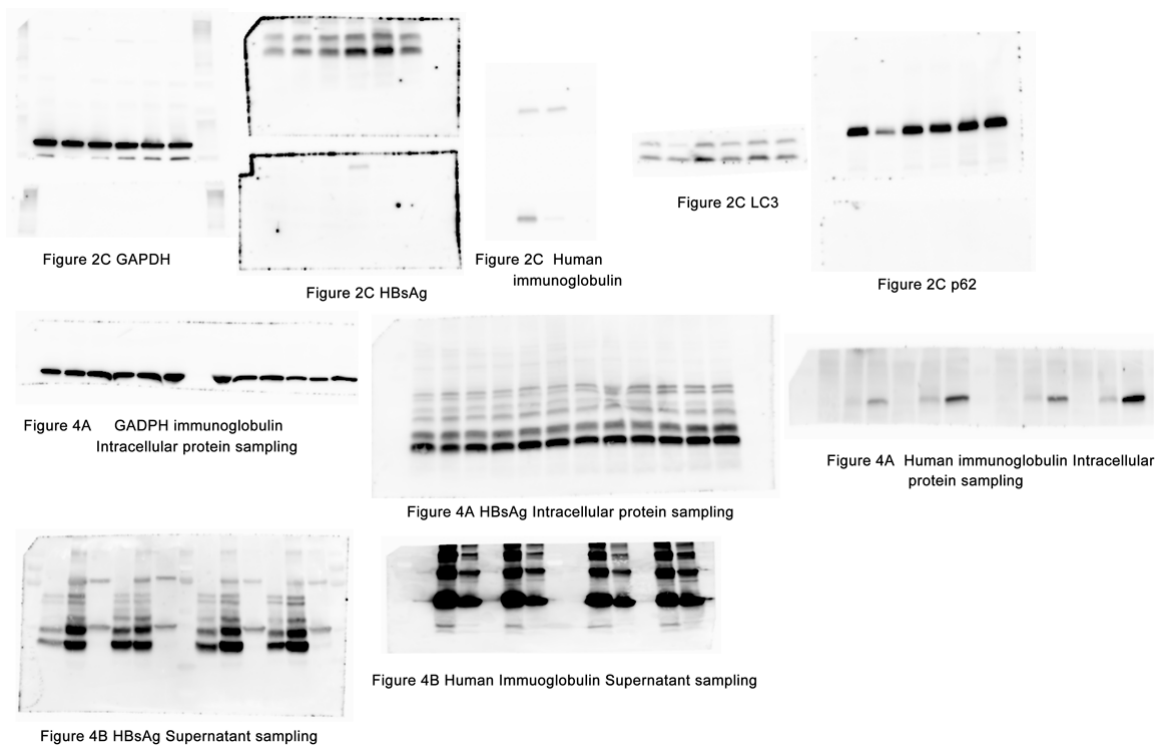 Figure 2C GAPDH
Figure 2C HBsAg
Figure 2C Human
immunoglobulin
Figure 2C LC3
Figure 2C p62
Figure 4A GADPH immunoglobulin
Intracellular protein sampling
Figure 4A HBsAg Intracellular protein sampling
Figure 4A Human immunoglobulin Intracellular
protein sampling
Figure 4B HBsAg Supernatant sampling
Figure 4B Human Immuoglobulin Supernatant sampling